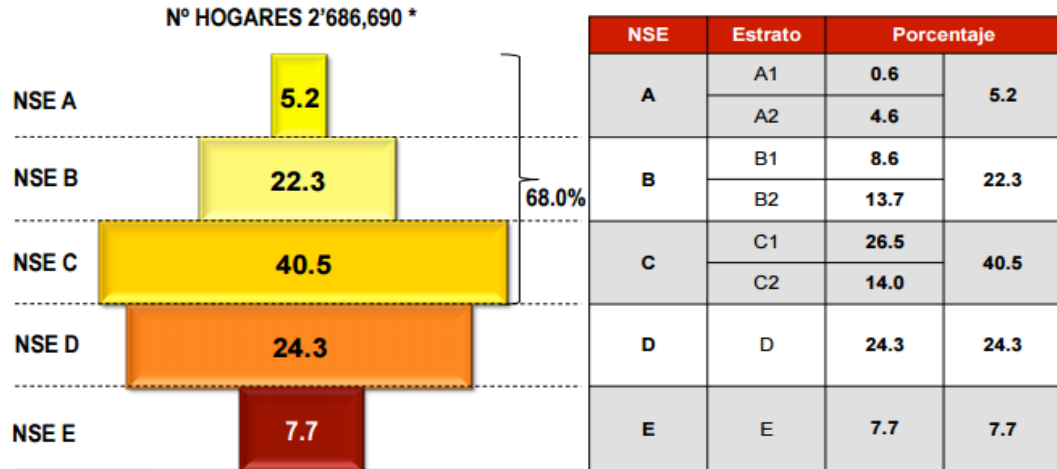 Nº HOGARES 2'686,690 *
NSE A
5.2
NSE B
22.3
68.0%
NSE C
40.5
NSE D
24.3
NSE E
7.7
NSE Estrato Porcentaje
A A1 0.6 5.2
A2 4.6
B B1 8.6 22.3
B2 13.7
C C1 26.5 40.5
C2 14.0
D D 24.3 24.3
E E 7.7 7.7